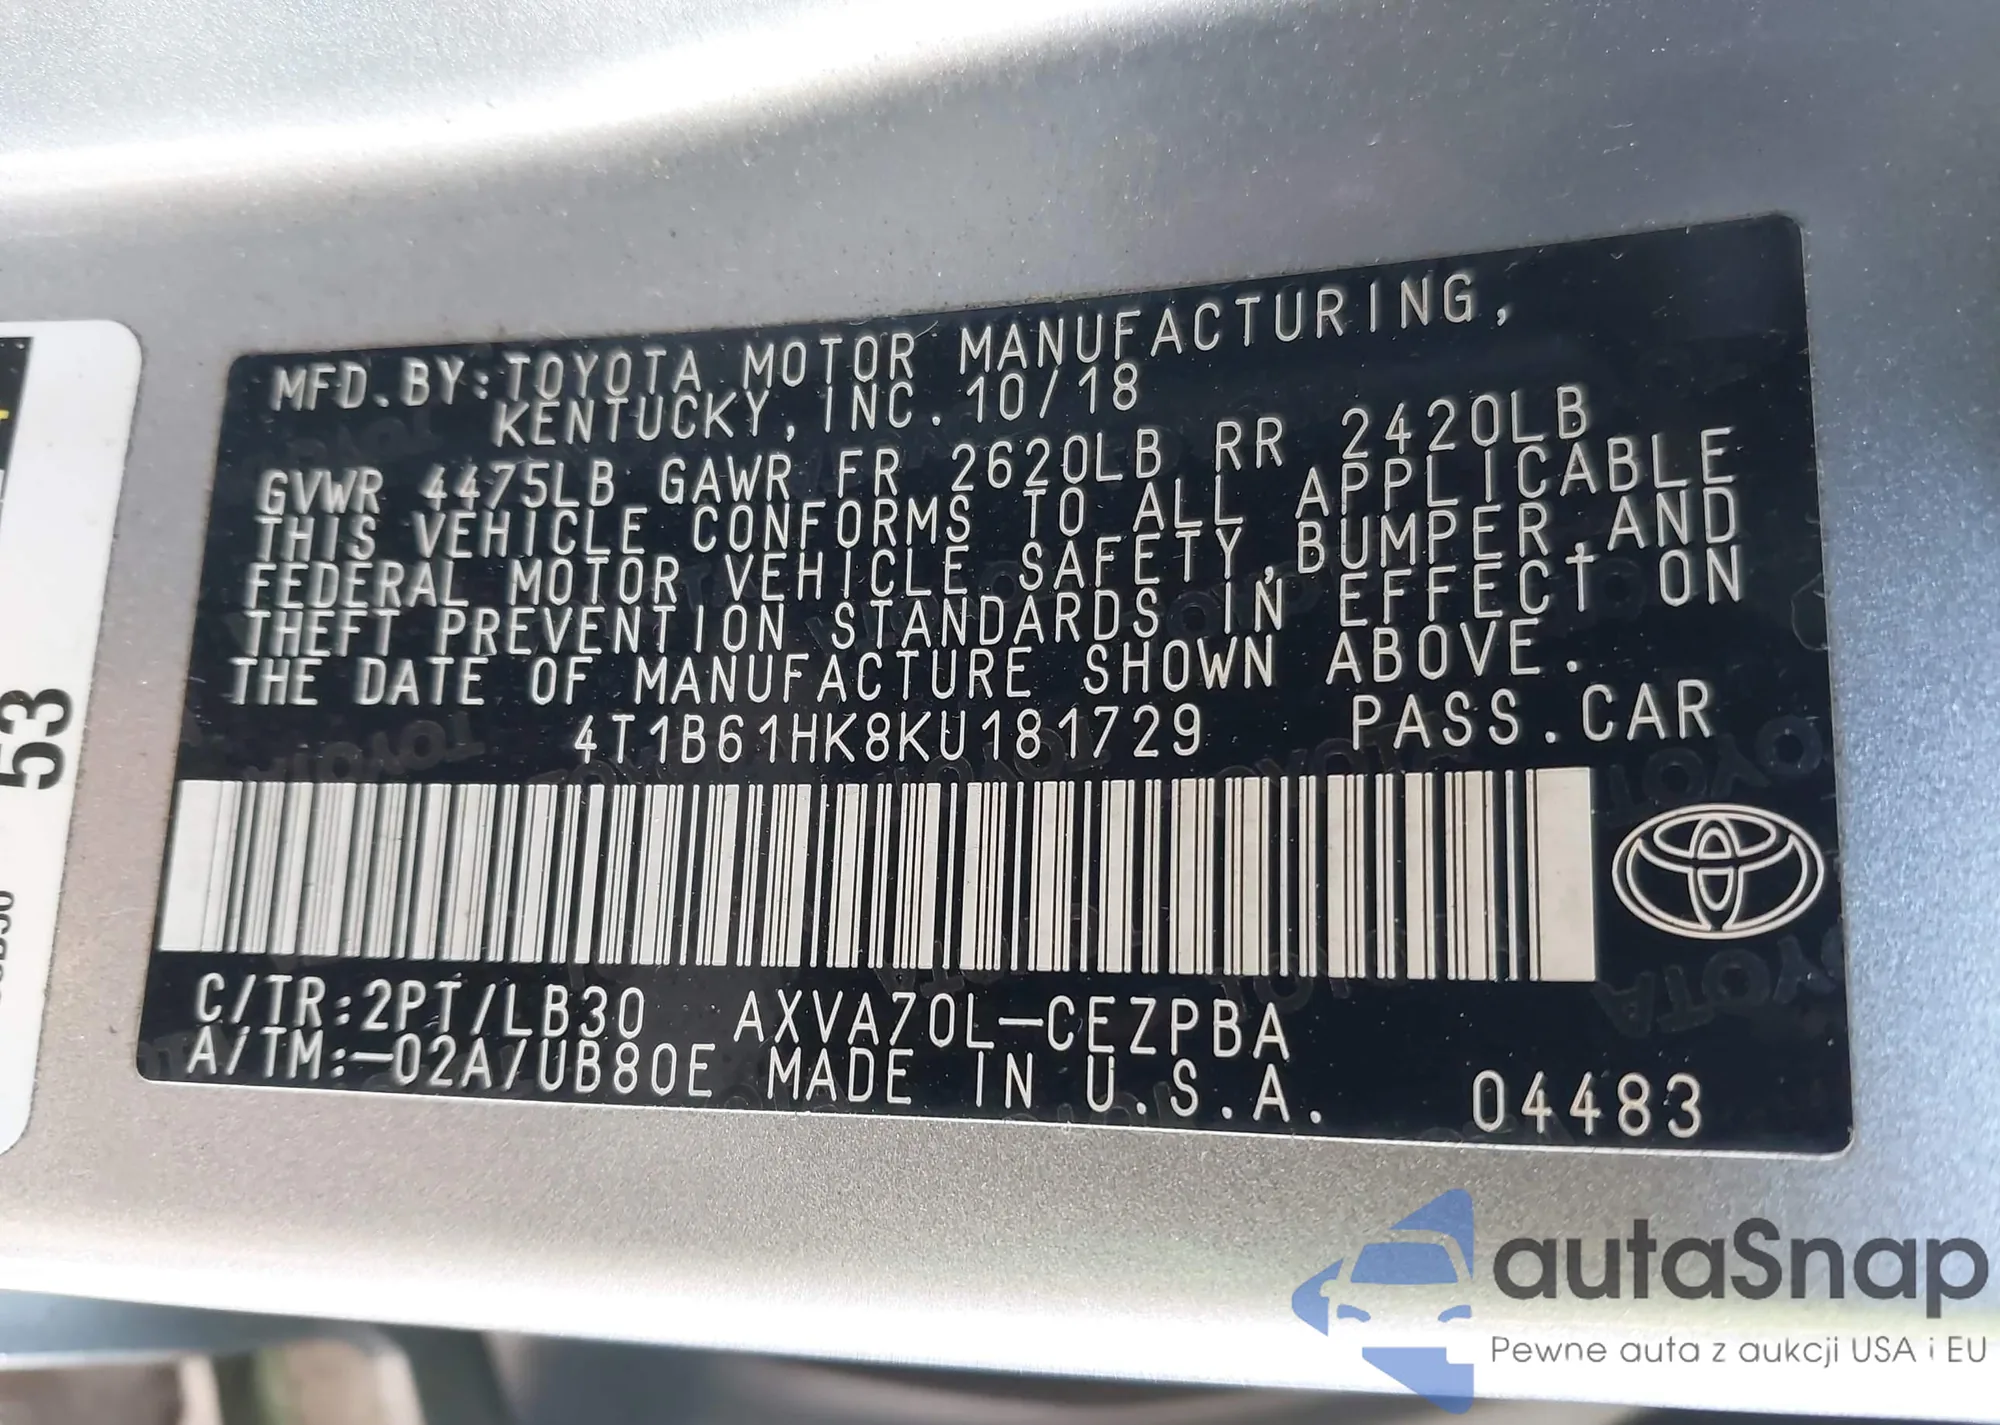 MFD.BY:TOYOTA MOTOR MANUFACTURING,
KENTUCKY, INC. 10/18
GVWR 4475LB GAWR FR 2620LB RR 2420LB
THIS VEHICLE CONFORMS TO ALL APPLICABLE
FEDERAL MOTOR VEHICLE SAFETY,BUMPER,AND
THEFT PREVENTION STANDARDS IN EFFECT ON
THE DATE OF MANUFACTURE SHOWN ABOVE.
4T1B61HK8KU181729 PASS.CAR
C/TR:2PT/LB30 AXVA70L-CEZPBA
A/TM:-02A/UB80E MADE IN U.S.A. 04483
53
autaSnap
Pewne auta z aukcji USA i EU